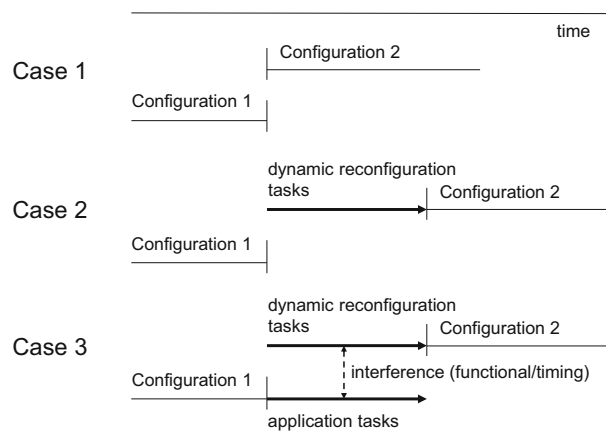 time
Case 1
Configuration 2
Configuration 1
dynamic reconfiguration
tasks
Case 2
Configuration 2
Configuration 1
dynamic reconfiguration
tasks
Case 3
Configuration 2
interference (functional/timing)
Configuration 1
application tasks